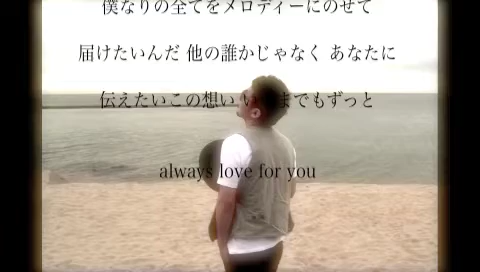 僕なりの全てをメロディーにのせて
届けたいんだ 他の誰かじゃなく あなたに
伝えたいこの想い いつまでもずっと
always love for you